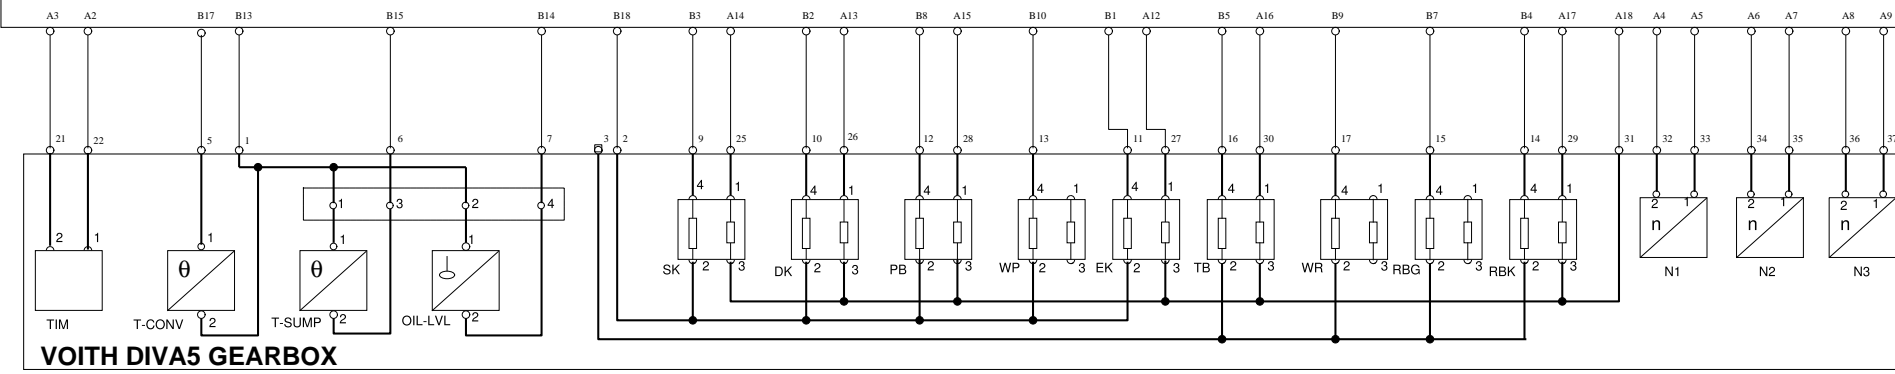 A3 A2 B17 B13 B15 B14 B18 B3 A14 B2 A13 B8 A15 B10 B1 A12 B5 A16 B9 B7 B4 A17 A18 A4 A5 A6 A7 A8 A9
21 22 5 1 6 7 3 2 9 25 10 26 12 28 13 11 27 16 30 17 15 14 29 31 32 33 34 35 36 37
4 1 4 1 4 1 4 1 4 1 4 1 4 1 4 1 4 1
1 3 2 4 2 1 2 1 2 1
n n n
2 1 1 1 1
θ θ
SK 2 3 DK 2 3 PB 2 3 WP 2 3 EK 2 3 TB 2 3 WR 2 3 RBG 2 3 RBK 2 3 N1 N2 N3
TIM T-CONV 2 T-SUMP 2 OIL-LVL 2
VOITH DIVA5 GEARBOX